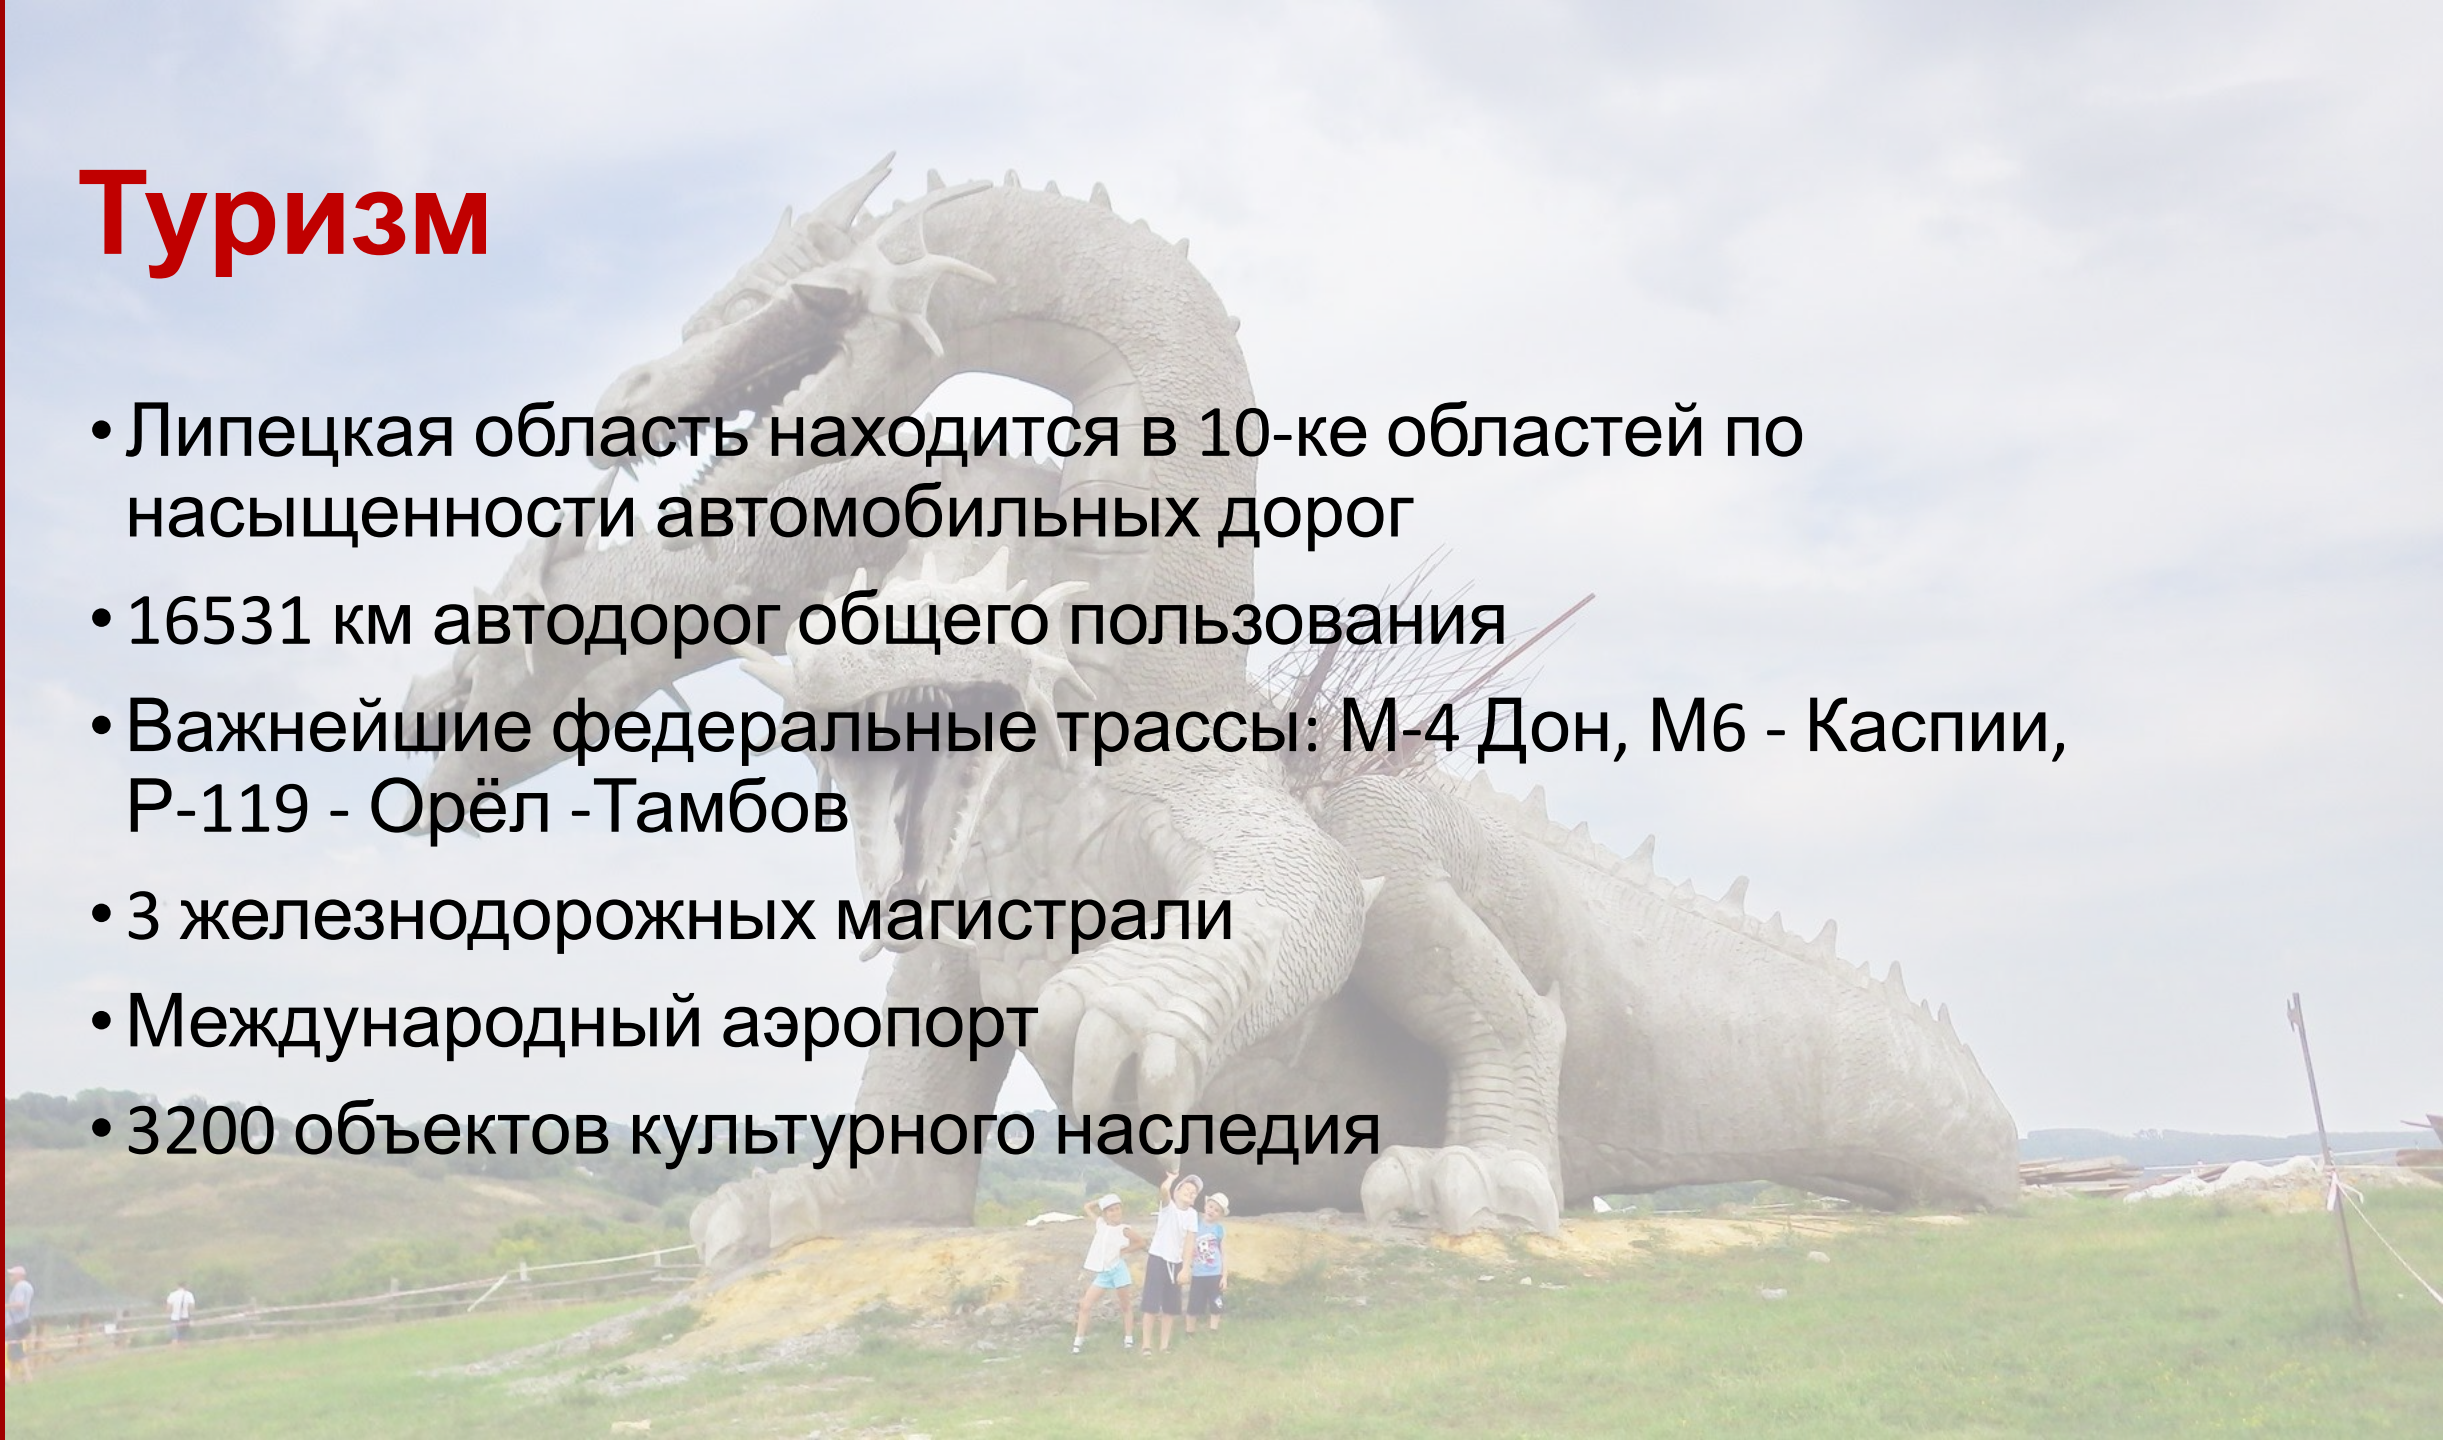 Туризм
• Липецкая область находится в 10-ке областей по
насыщенности автомобильных дорог
• 16531 км автодорог общего пользования
• Важнейшие федеральные трассы: М-4 Дон, М6 - Каспии,
Р-119 - Орёл -Тамбов
• 3 железнодорожных магистрали
• Международный аэропорт
• 3200 объектов культурного наследия